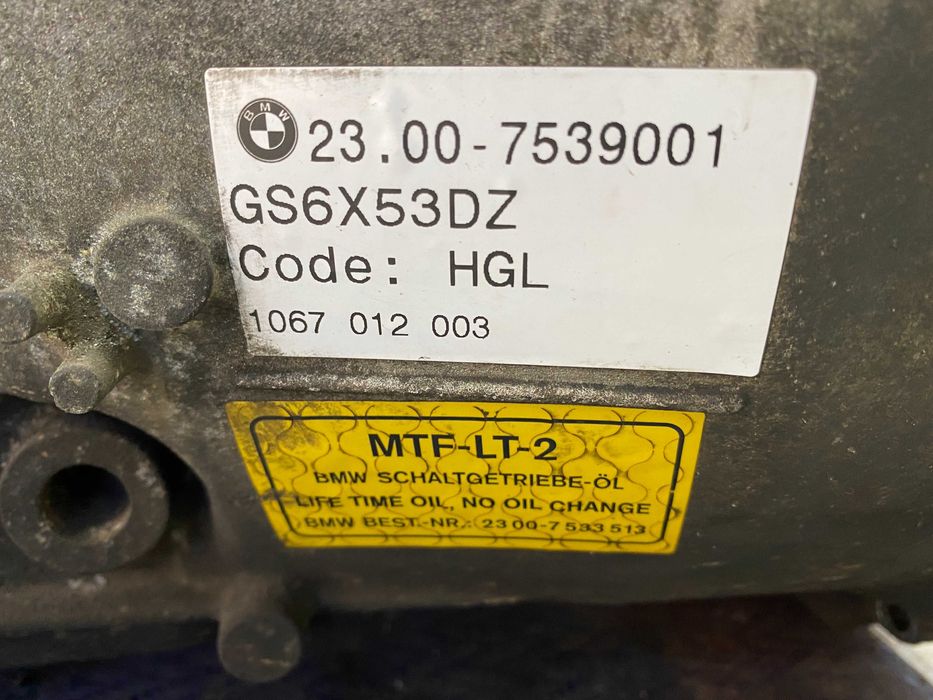 BMW
23.00-7539001
GS6X53DZ
Code: HGL
1067 012 003
MTF-LT-2
BMW SCHALTGETRIEBE-ÖL
LIFE TIME OIL, NO OIL CHANGE
BMW BEST.-NR.: 23 00-7 533 513